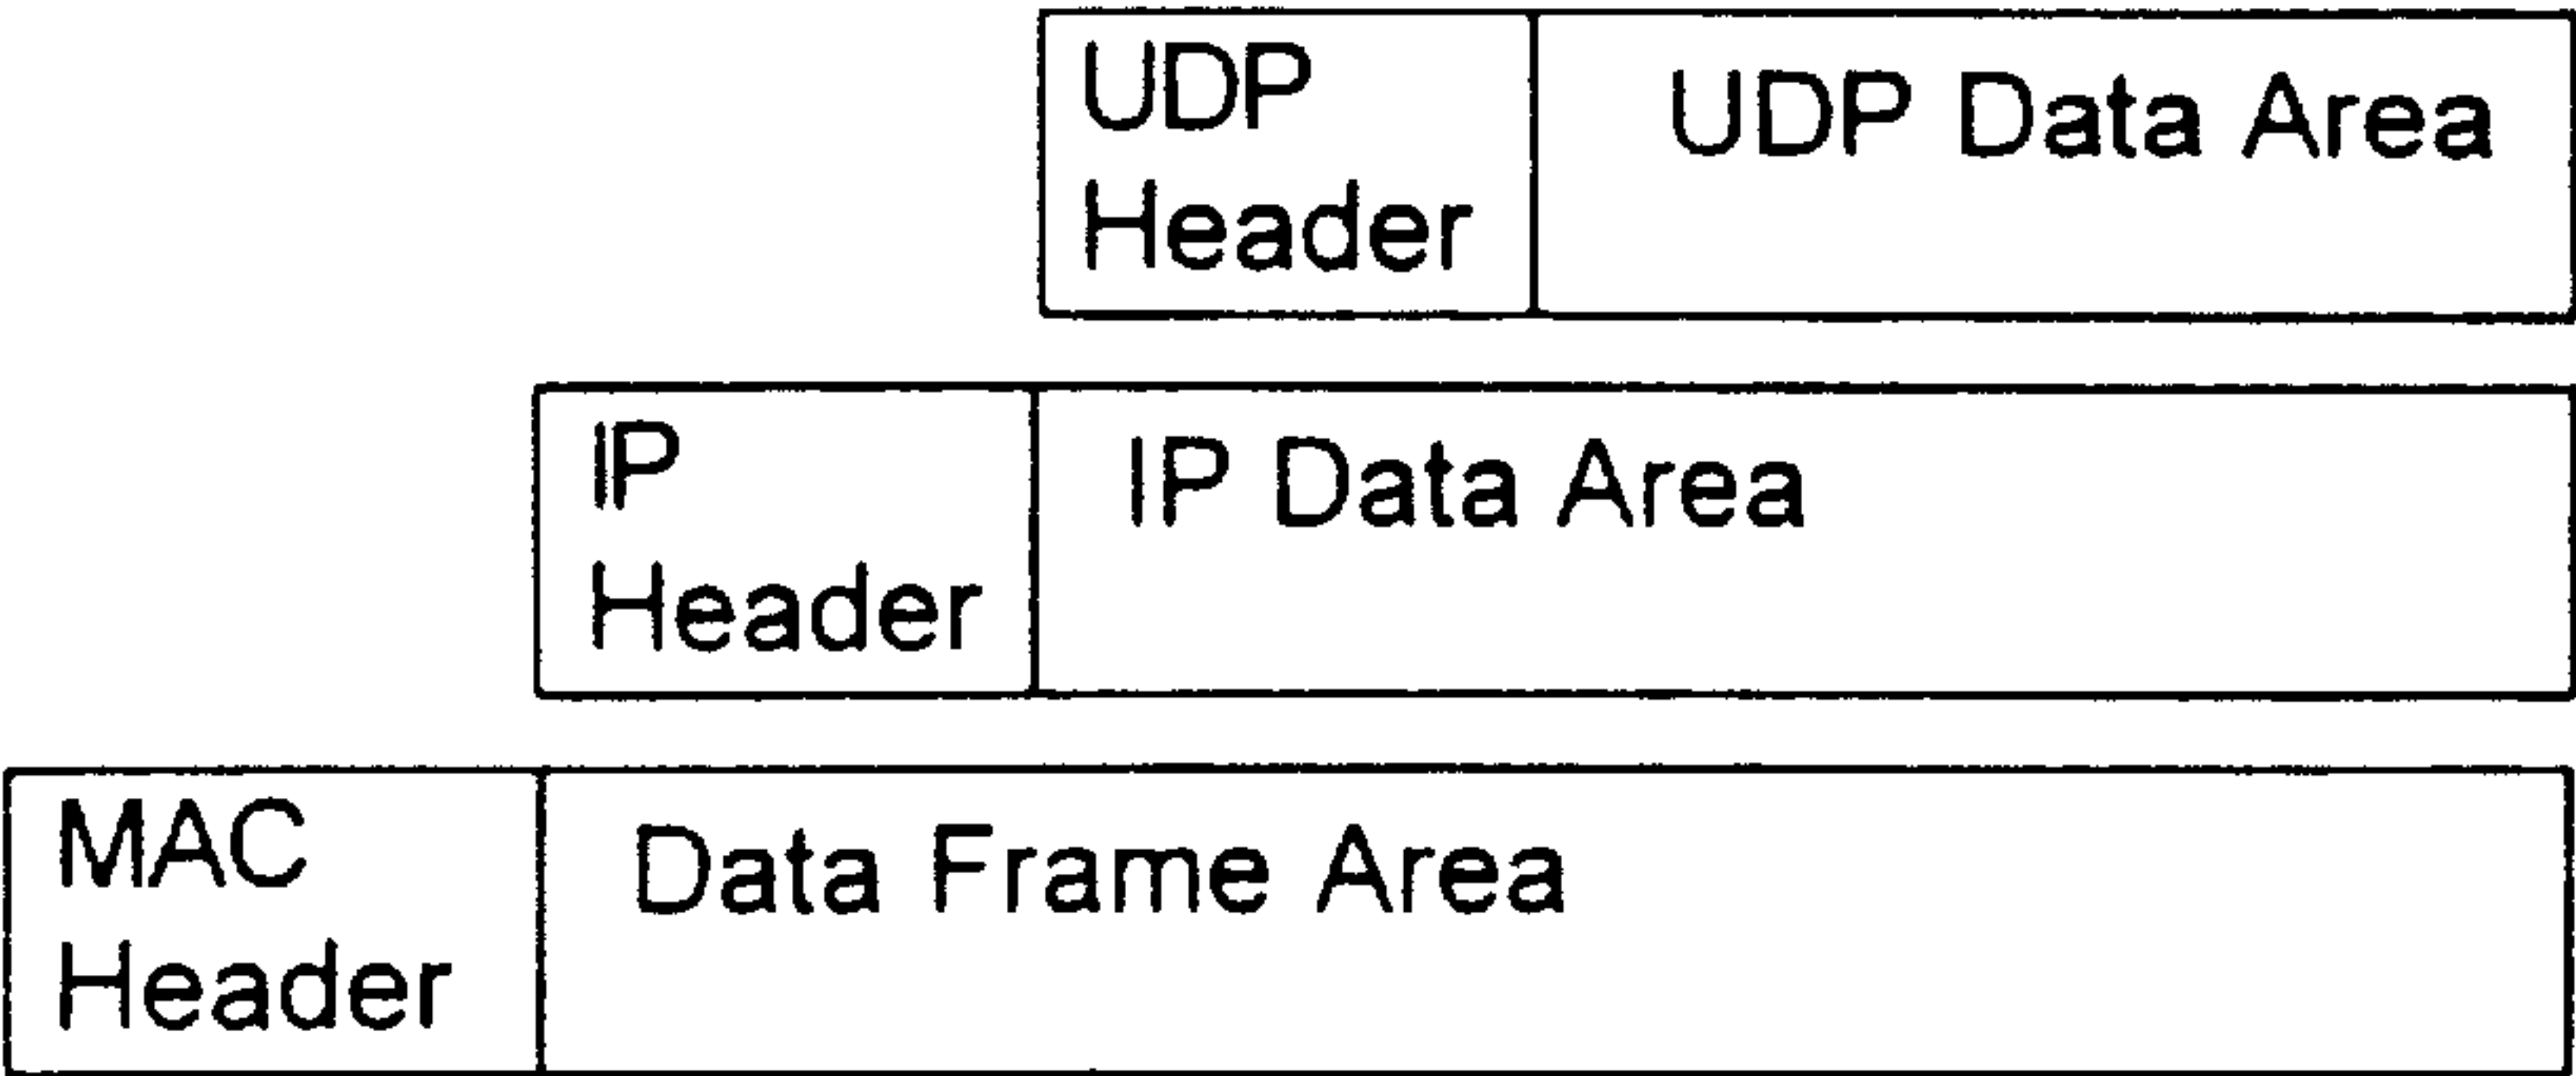 UDP
Header
UDP Data Area
IP
Header
IP Data Area
MAC
Header
Data Frame Area